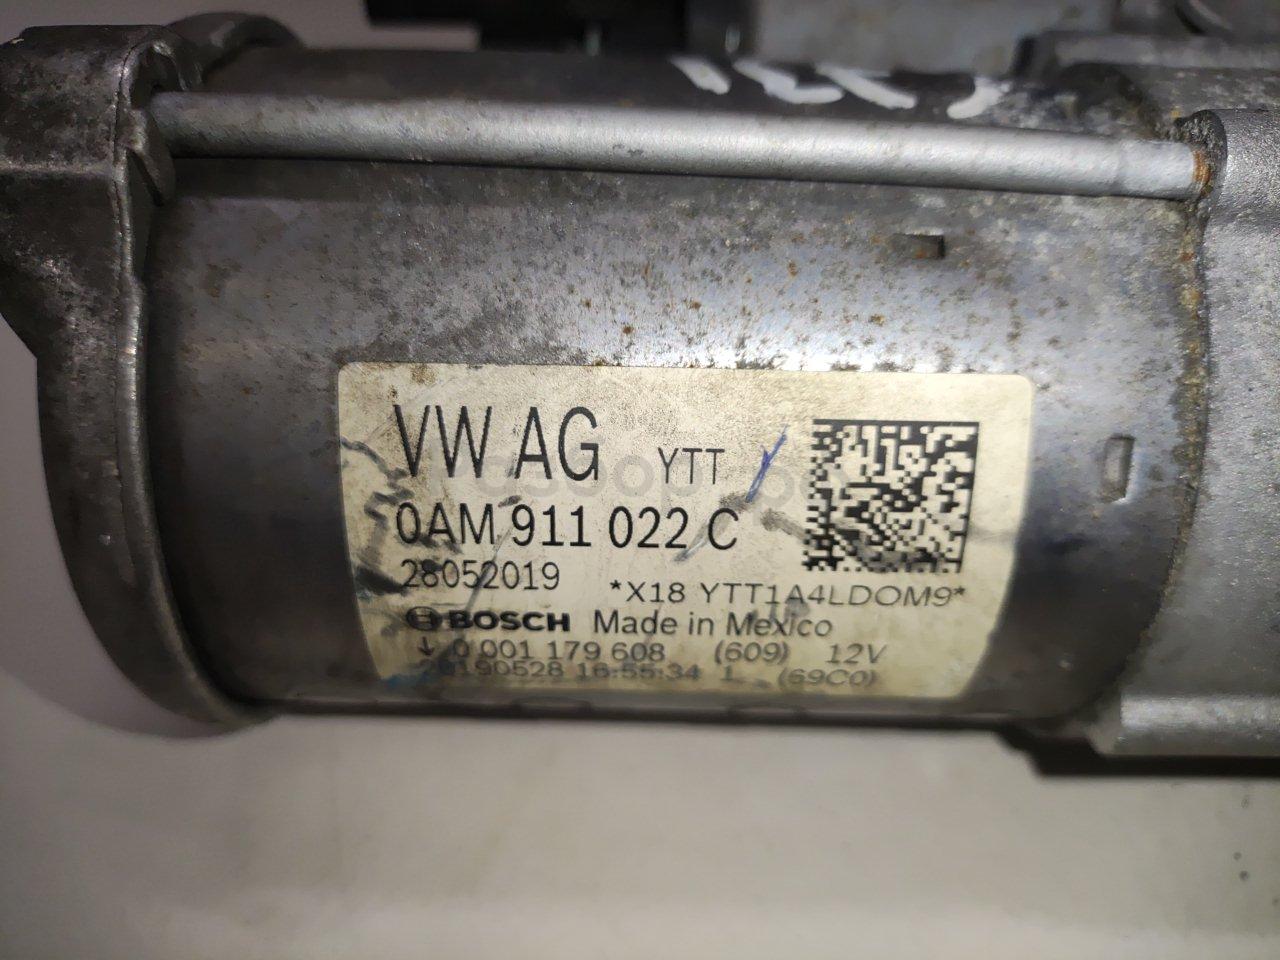 VW AG YTT
0AM 911 022 C
28052019 *X18 YTT1A4LDOM9*
BOSCH Made in Mexico
↓ 0 001 179 608 (609) 12V
20190528 16:55:34 1 (69C0)